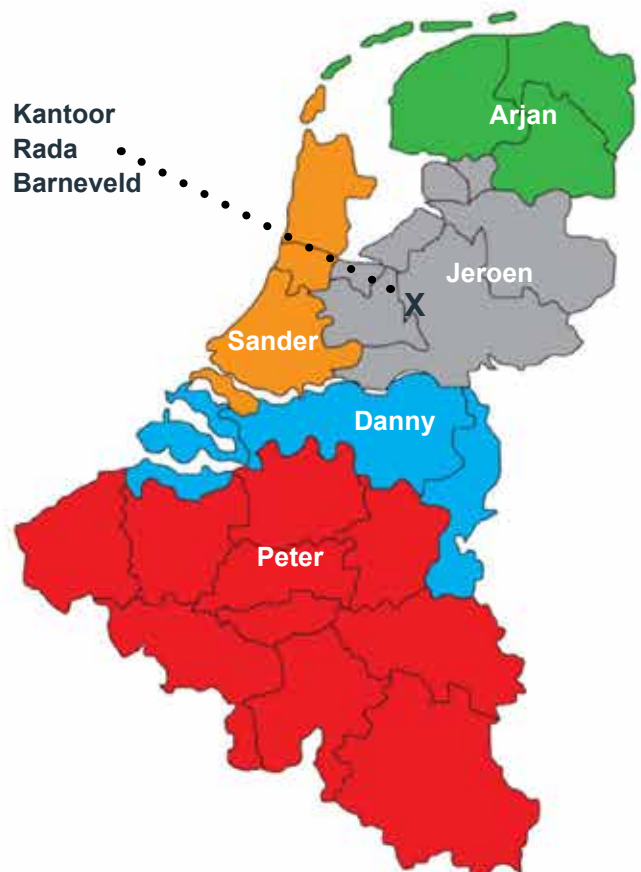 Arjan
Kantoor
Rada
Barneveld
Jeroen
X
Sander
Danny
Peter